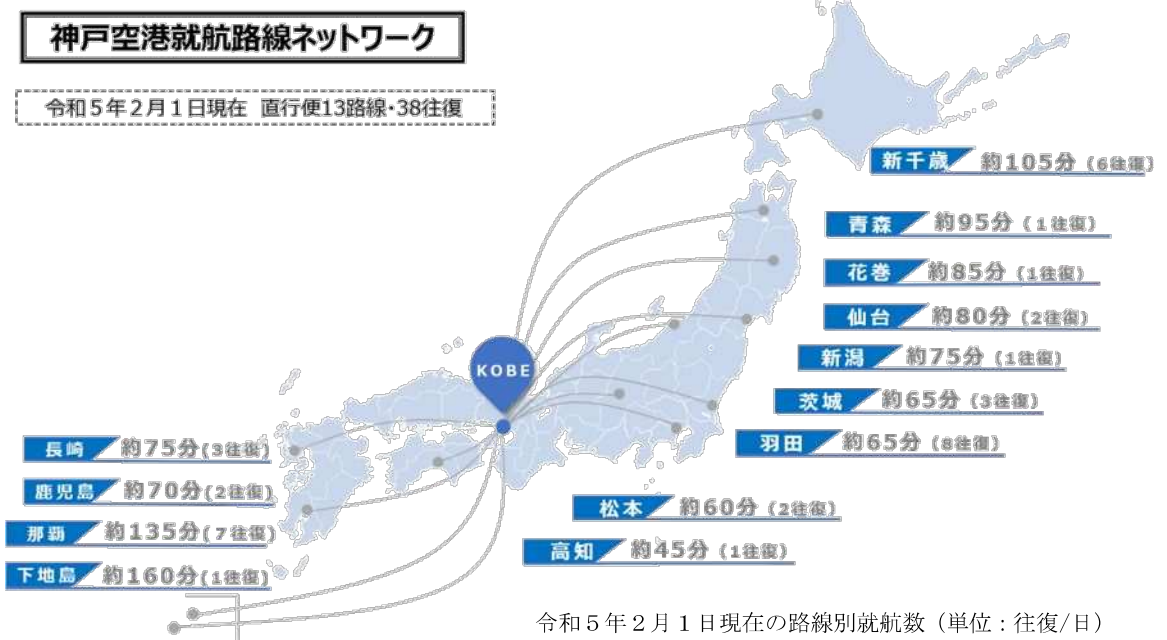 神戸空港就航路線ネットワーク
令和５年２月１日現在 直行便13路線・38往復
新千歳 約105分（6往復）
青森 約95分（１往復）
花巻 約85分（1往復）
仙台 約80分（2往復）
新潟 約75分（1往復）
KOBE
茨城 約65分（3往復）
羽田 約65分（8往復）
長崎 約75分(3往復)
鹿児島 約70分(2往復)
松本 約60分（2往復）
那覇 約135分(７往復)
高知 約45分（1往復）
下地島 約160分(1往復)
令和５年２月１日現在の路線別就航数（単位：往復/日）